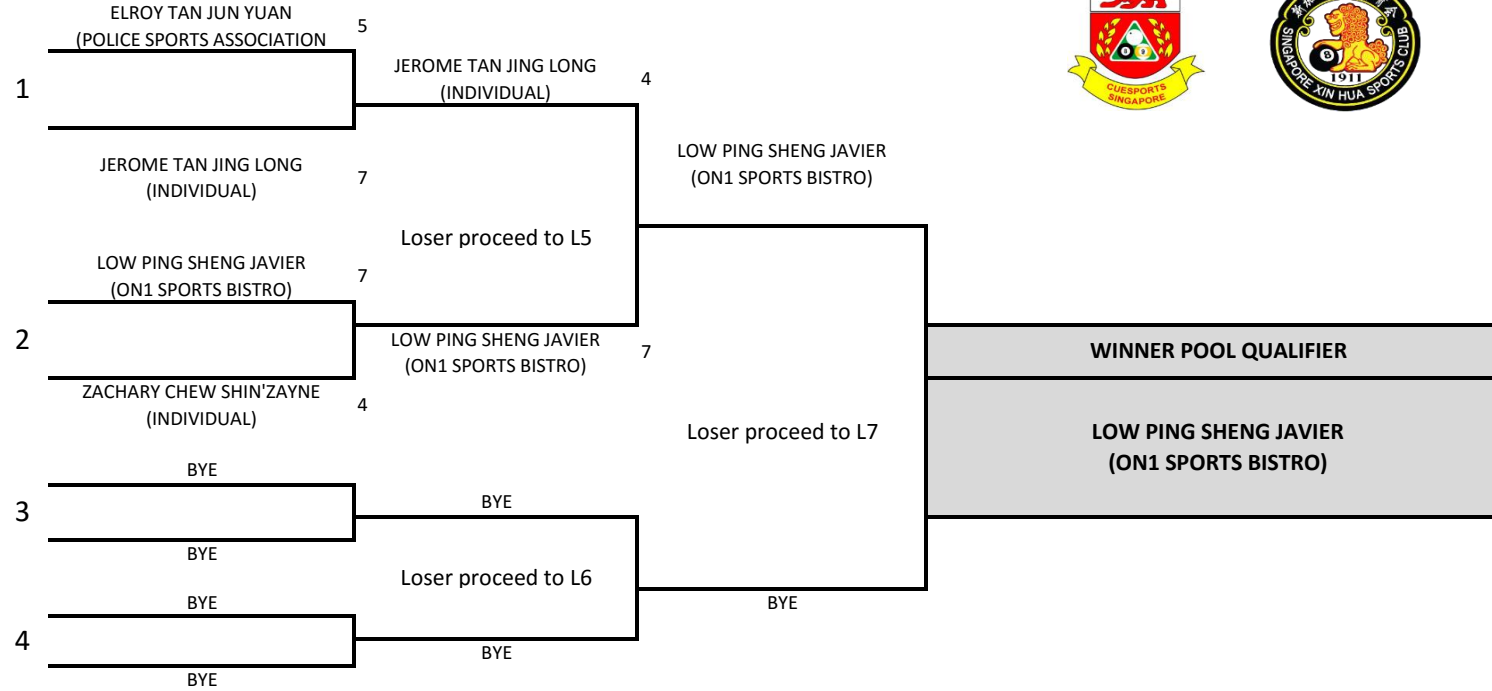 ELROY TAN JUN YUAN
(POLICE SPORTS ASSOCIATION
5
1
JEROME TAN JING LONG
(INDIVIDUAL)
4
JEROME TAN JING LONG
(INDIVIDUAL)
7
LOW PING SHENG JAVIER
(ON1 SPORTS BISTRO)
Loser proceed to L5
LOW PING SHENG JAVIER
(ON1 SPORTS BISTRO)
7
2
LOW PING SHENG JAVIER
(ON1 SPORTS BISTRO)
7
ZACHARY CHEW SHIN'ZAYNE
(INDIVIDUAL)
4
WINNER POOL QUALIFIER
Loser proceed to L7
LOW PING SHENG JAVIER
(ON1 SPORTS BISTRO)
BYE
3
BYE
BYE
Loser proceed to L6
BYE
BYE
4
BYE
BYE
CUESPORTS
SINGAPORE
8
9
SINGAPORE XIN HUA SPORTS CLUB
8
1911